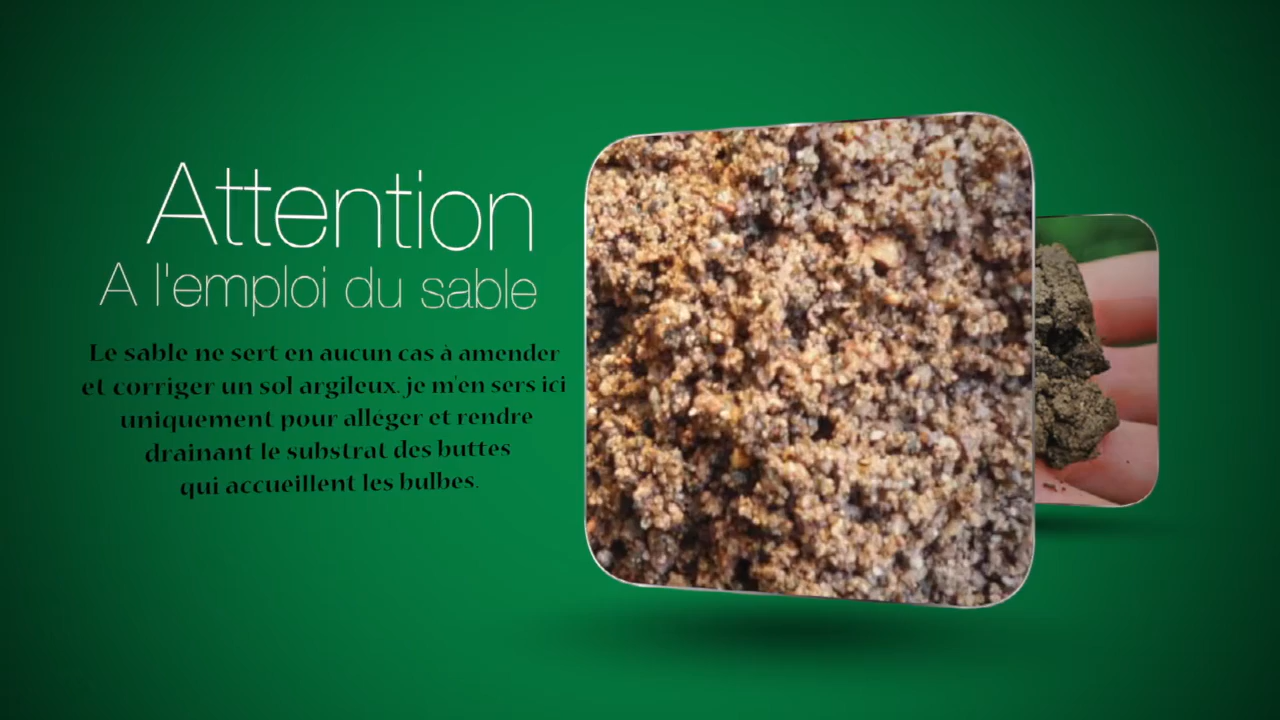 Attention
A l'emploi du sable
Le sable ne sert en aucun cas à amender
et corriger un sol argileux. je m'en sers ici
uniquement pour alléger et rendre
drainant le substrat des buttes
qui accueillent les bulbes.